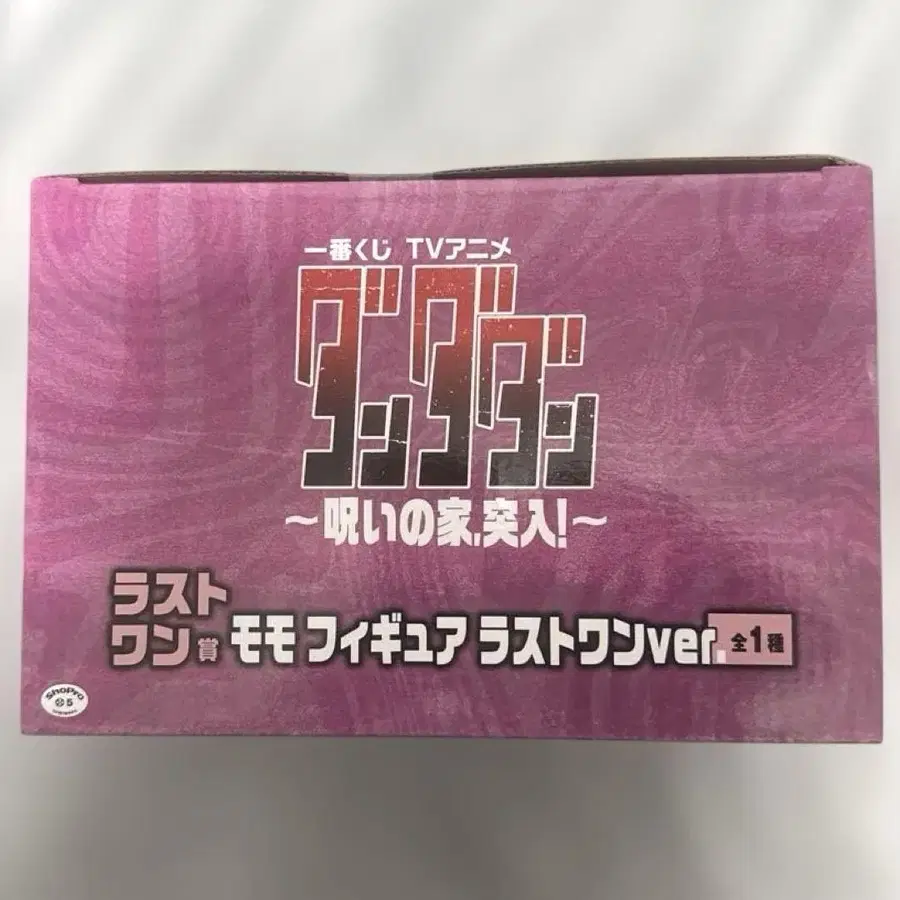 一番くじ TVアニメ
ダンダダン
～呪いの家、突入!～
ラスト
ワン賞 モモ フィギュア ラストワンver. 全1種
ShoPro
5